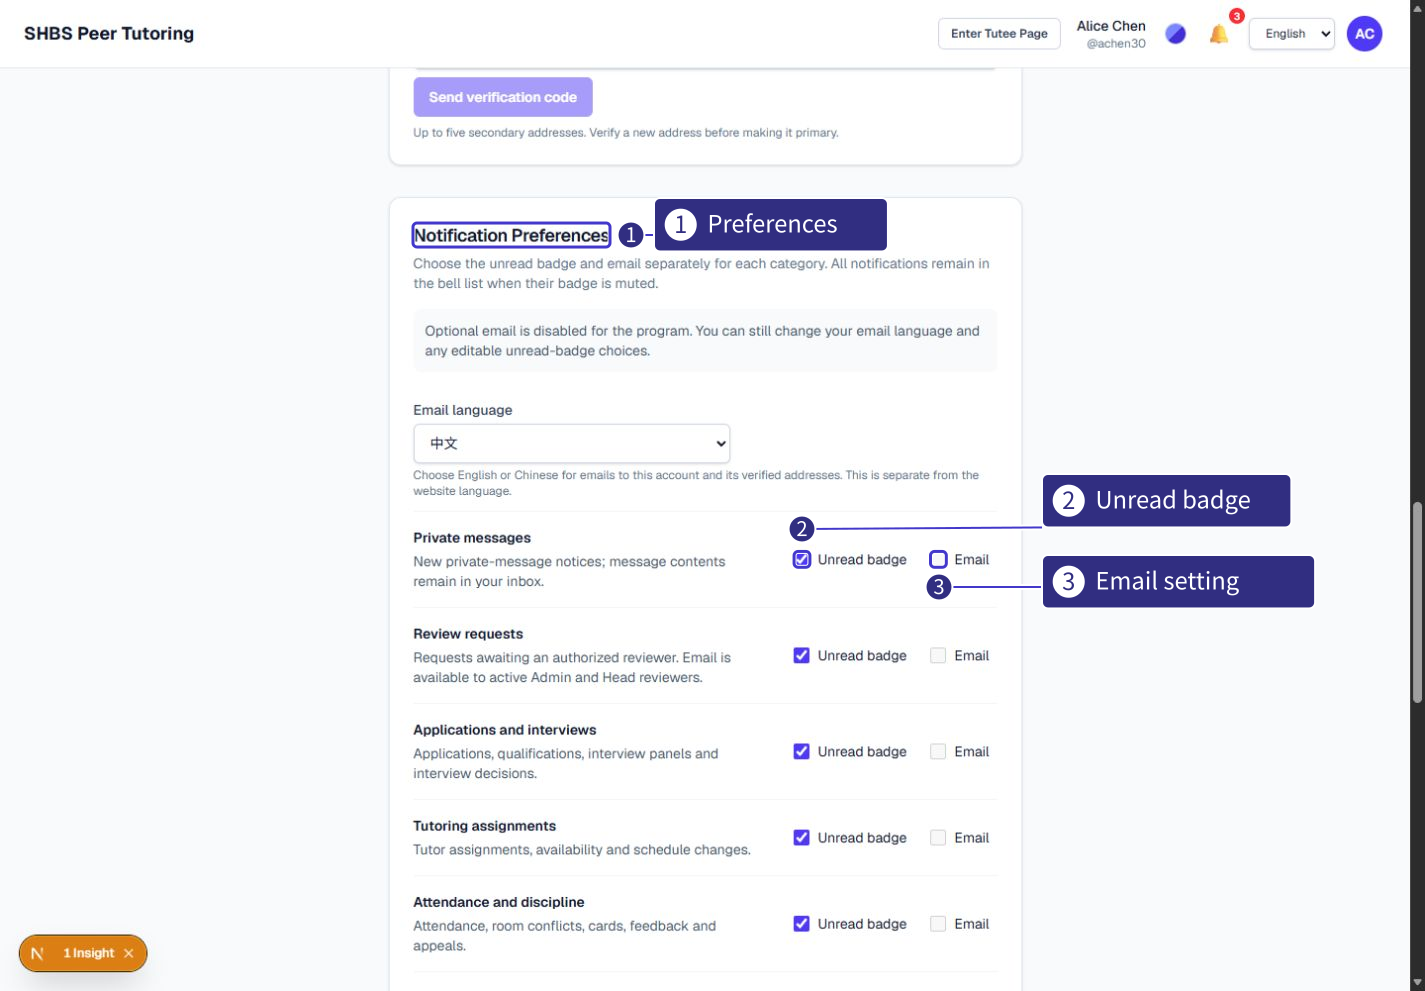 SHBS Peer Tutoring
Enter Tutee Page
Alice Chen
@achen30
3
English
AC
Send verification code
Up to five secondary addresses. Verify a new address before making it primary.
Notification Preferences
1
1 Preferences
Choose the unread badge and email separately for each category. All notifications remain in
the bell list when their badge is muted.
Optional email is disabled for the program. You can still change your email language and
any editable unread-badge choices.
Email language
中文
Choose English or Chinese for emails to this account and its verified addresses. This is separate from the
website language.
2
2 Unread badge
Private messages
New private-message notices; message contents
remain in your inbox.
Unread badge
Email
3
3 Email setting
Review requests
Requests awaiting an authorized reviewer. Email is
available to active Admin and Head reviewers.
Unread badge
Email
Applications and interviews
Applications, qualifications, interview panels and
interview decisions.
Unread badge
Email
Tutoring assignments
Tutor assignments, availability and schedule changes.
Unread badge
Email
Attendance and discipline
Attendance, room conflicts, cards, feedback and
appeals.
Unread badge
Email
N 1 Insight ×